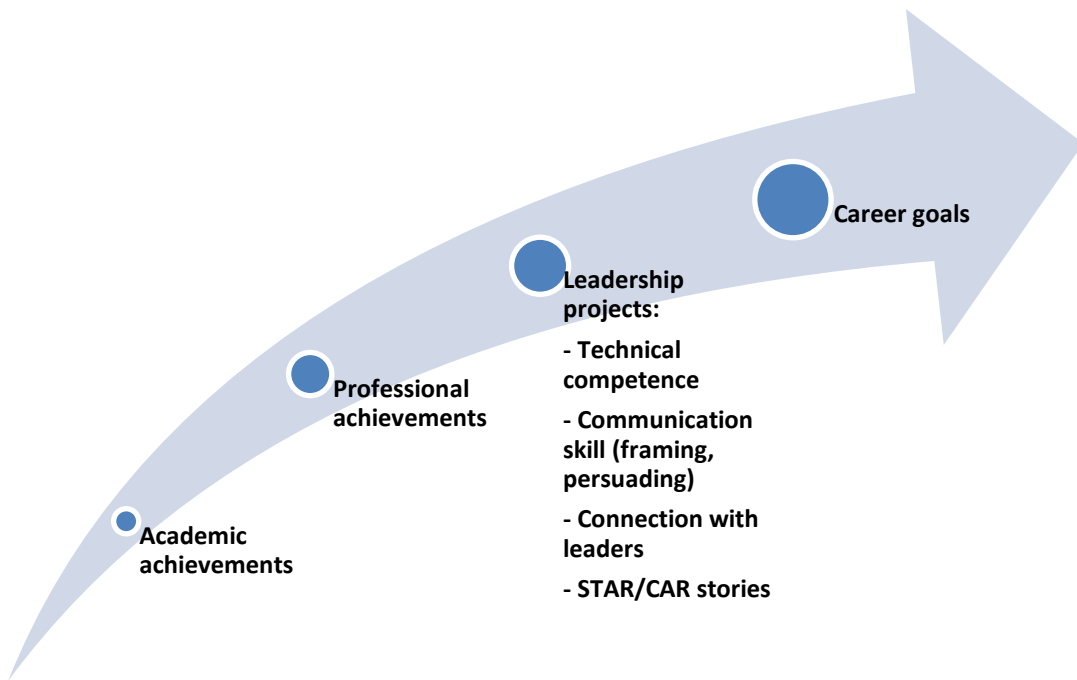 Academic
achievements
Professional
achievements
Leadership
projects:
- Technical
competence
- Communication
skill (framing,
persuading)
- Connection with
leaders
- STAR/CAR stories
Career goals